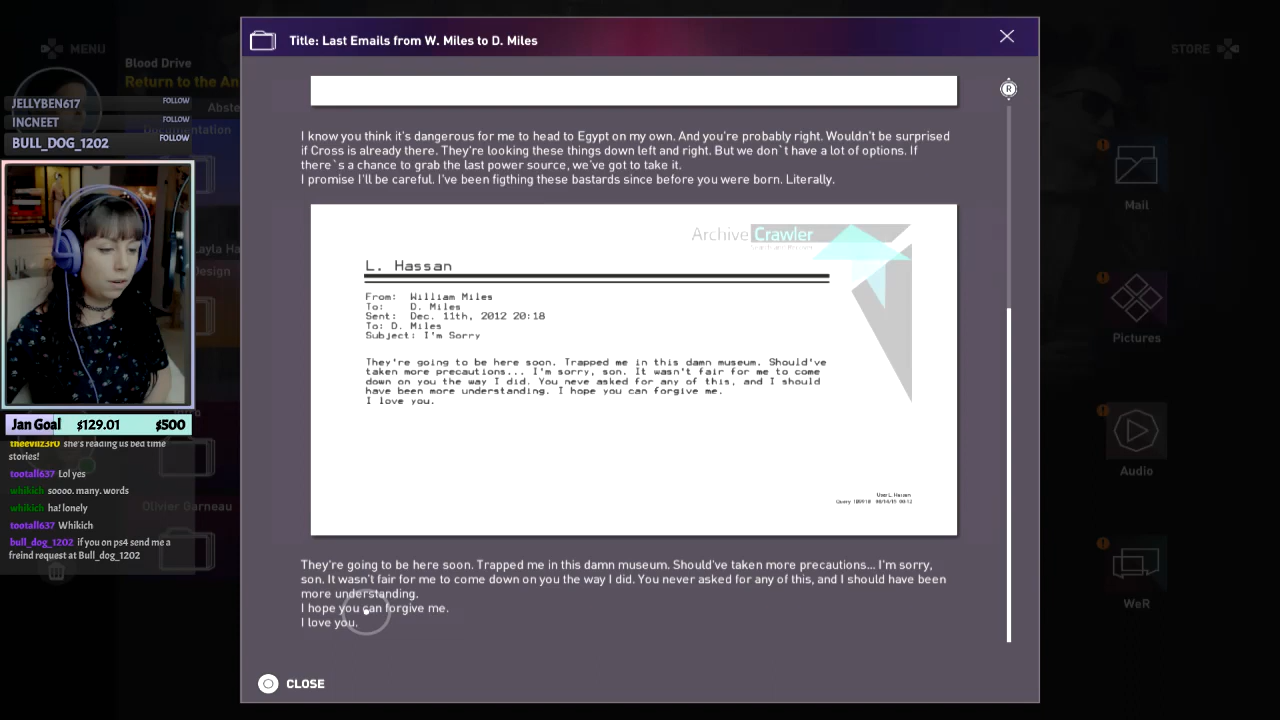 Title: Last Emails from W. Miles to D. Miles
MENU
STORE
Blood Drive
Return to the An
JELLYBEN617 FOLLOW
INCNEET FOLLOW
BULL_DOG_1202 FOLLOW
Abste
Documentation
R
I know you think it's dangerous for me to head to Egypt on my own. And you're probably right. Wouldn't be surprised
if Cross is already there. They're looking these things down left and right. But we don`t have a lot of options. If
there`s a chance to grab the last power source, we've got to take it.
I promise I'll be careful. I've been figthing these bastards since before you were born. Literally.
Mail
Layla Ha
Design
Archive Crawler
L. Hassan
From: William Miles
To: D. Miles
Sent: Dec. 11th, 2012 20:18
To: D. Miles
Subject: I'm Sorry
They're going to be here soon. Trapped me in this damn museum. Should've
taken more precautions... I'm sorry, son. It wasn't fair for me to come
down on you the way I did. You neve asked for any of this, and I should
have been more understanding. I hope you can forgive me.
I love you.
Pictures
Audio
Jan Goal $129.01 $500
theevilz3r0 she's reading us bed time
stories!
tootall637 Lol yes
whikich soooo. many. words
whikich ha! lonely
Olivier Garneau
tootall637 Whikich
bull_dog_1202 if you on ps4 send me a
freind request at Bull_dog_1202
User L. Hassan
They're going to be here soon. Trapped me in this damn museum. Should've taken more precautions... I'm sorry,
son. It wasn't fair for me to come down on you the way I did. You never asked for any of this, and I should have been
more understanding.
I hope you can forgive me.
I love you.
WeR
CLOSE